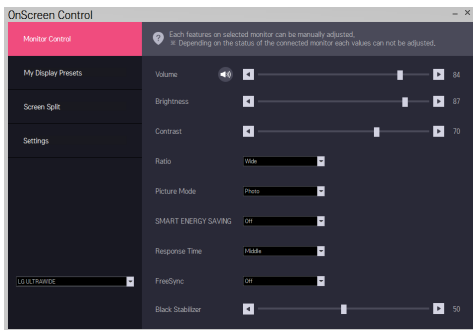 OnScreen Control
Monitor Control
Each features on selected monitor can be manually adjusted.
※ Depending on the status of the connected monitor each values can not be adjusted.
My Display Presets
Screen Split
Settings
LG ULTRAWIDE
Volume 84
Brightness 87
Contrast 70
Ratio Wide
Picture Mode Photo
SMART ENERGY SAVING Off
Response Time Middle
FreeSync Off
Black Stabilizer 50